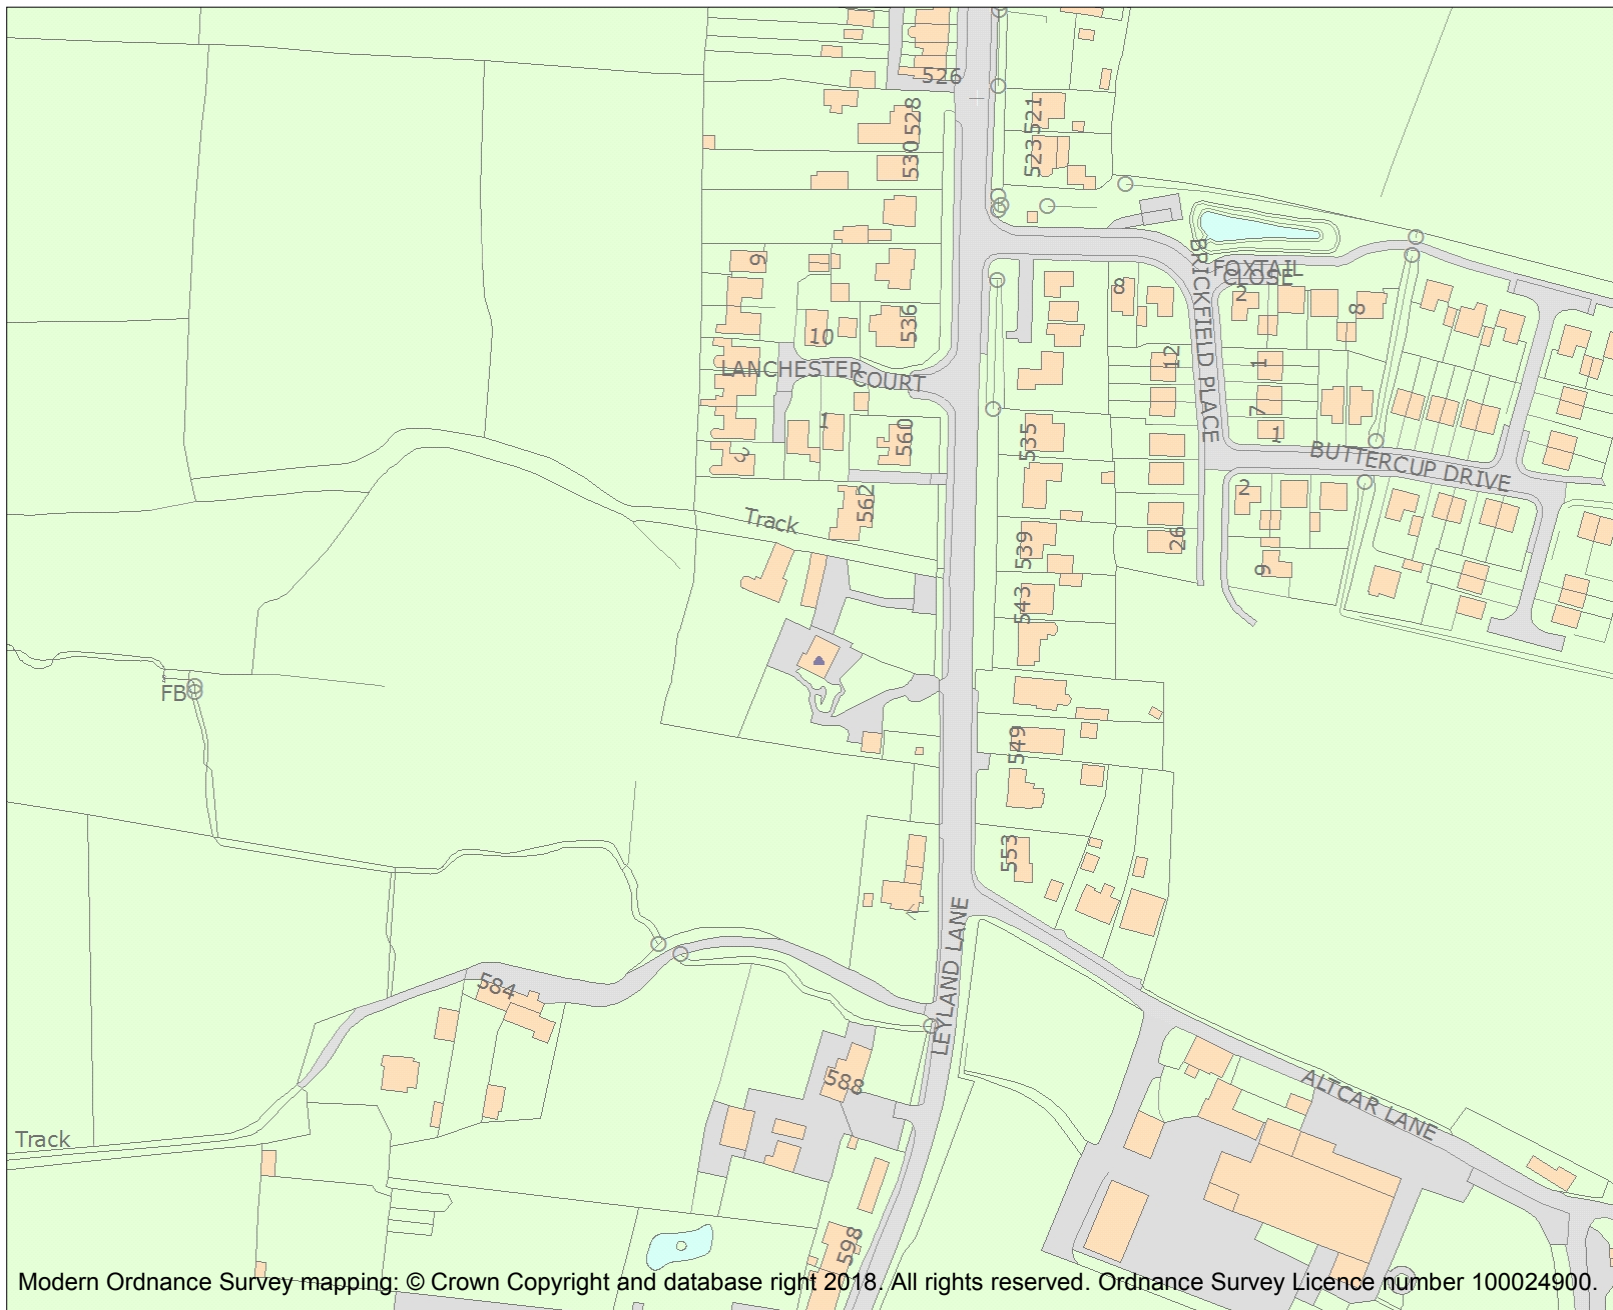 526
528
521
530
523
9
8
FOXTAIL
CLOSE
2
8
BRICKFIELD PLACE
10
536
LANCHESTER
COURT
12
1
1
7
535
560
3
1
BUTTERCUP DRIVE
562
2
Track
539
26
9
543
FB
549
553
LEYLAND LANE
584
588
ALTCAR LANE
Track
598
Modern Ordnance Survey mapping: © Crown Copyright and database right 2018. All rights reserved. Ordnance Survey Licence number 100024900.